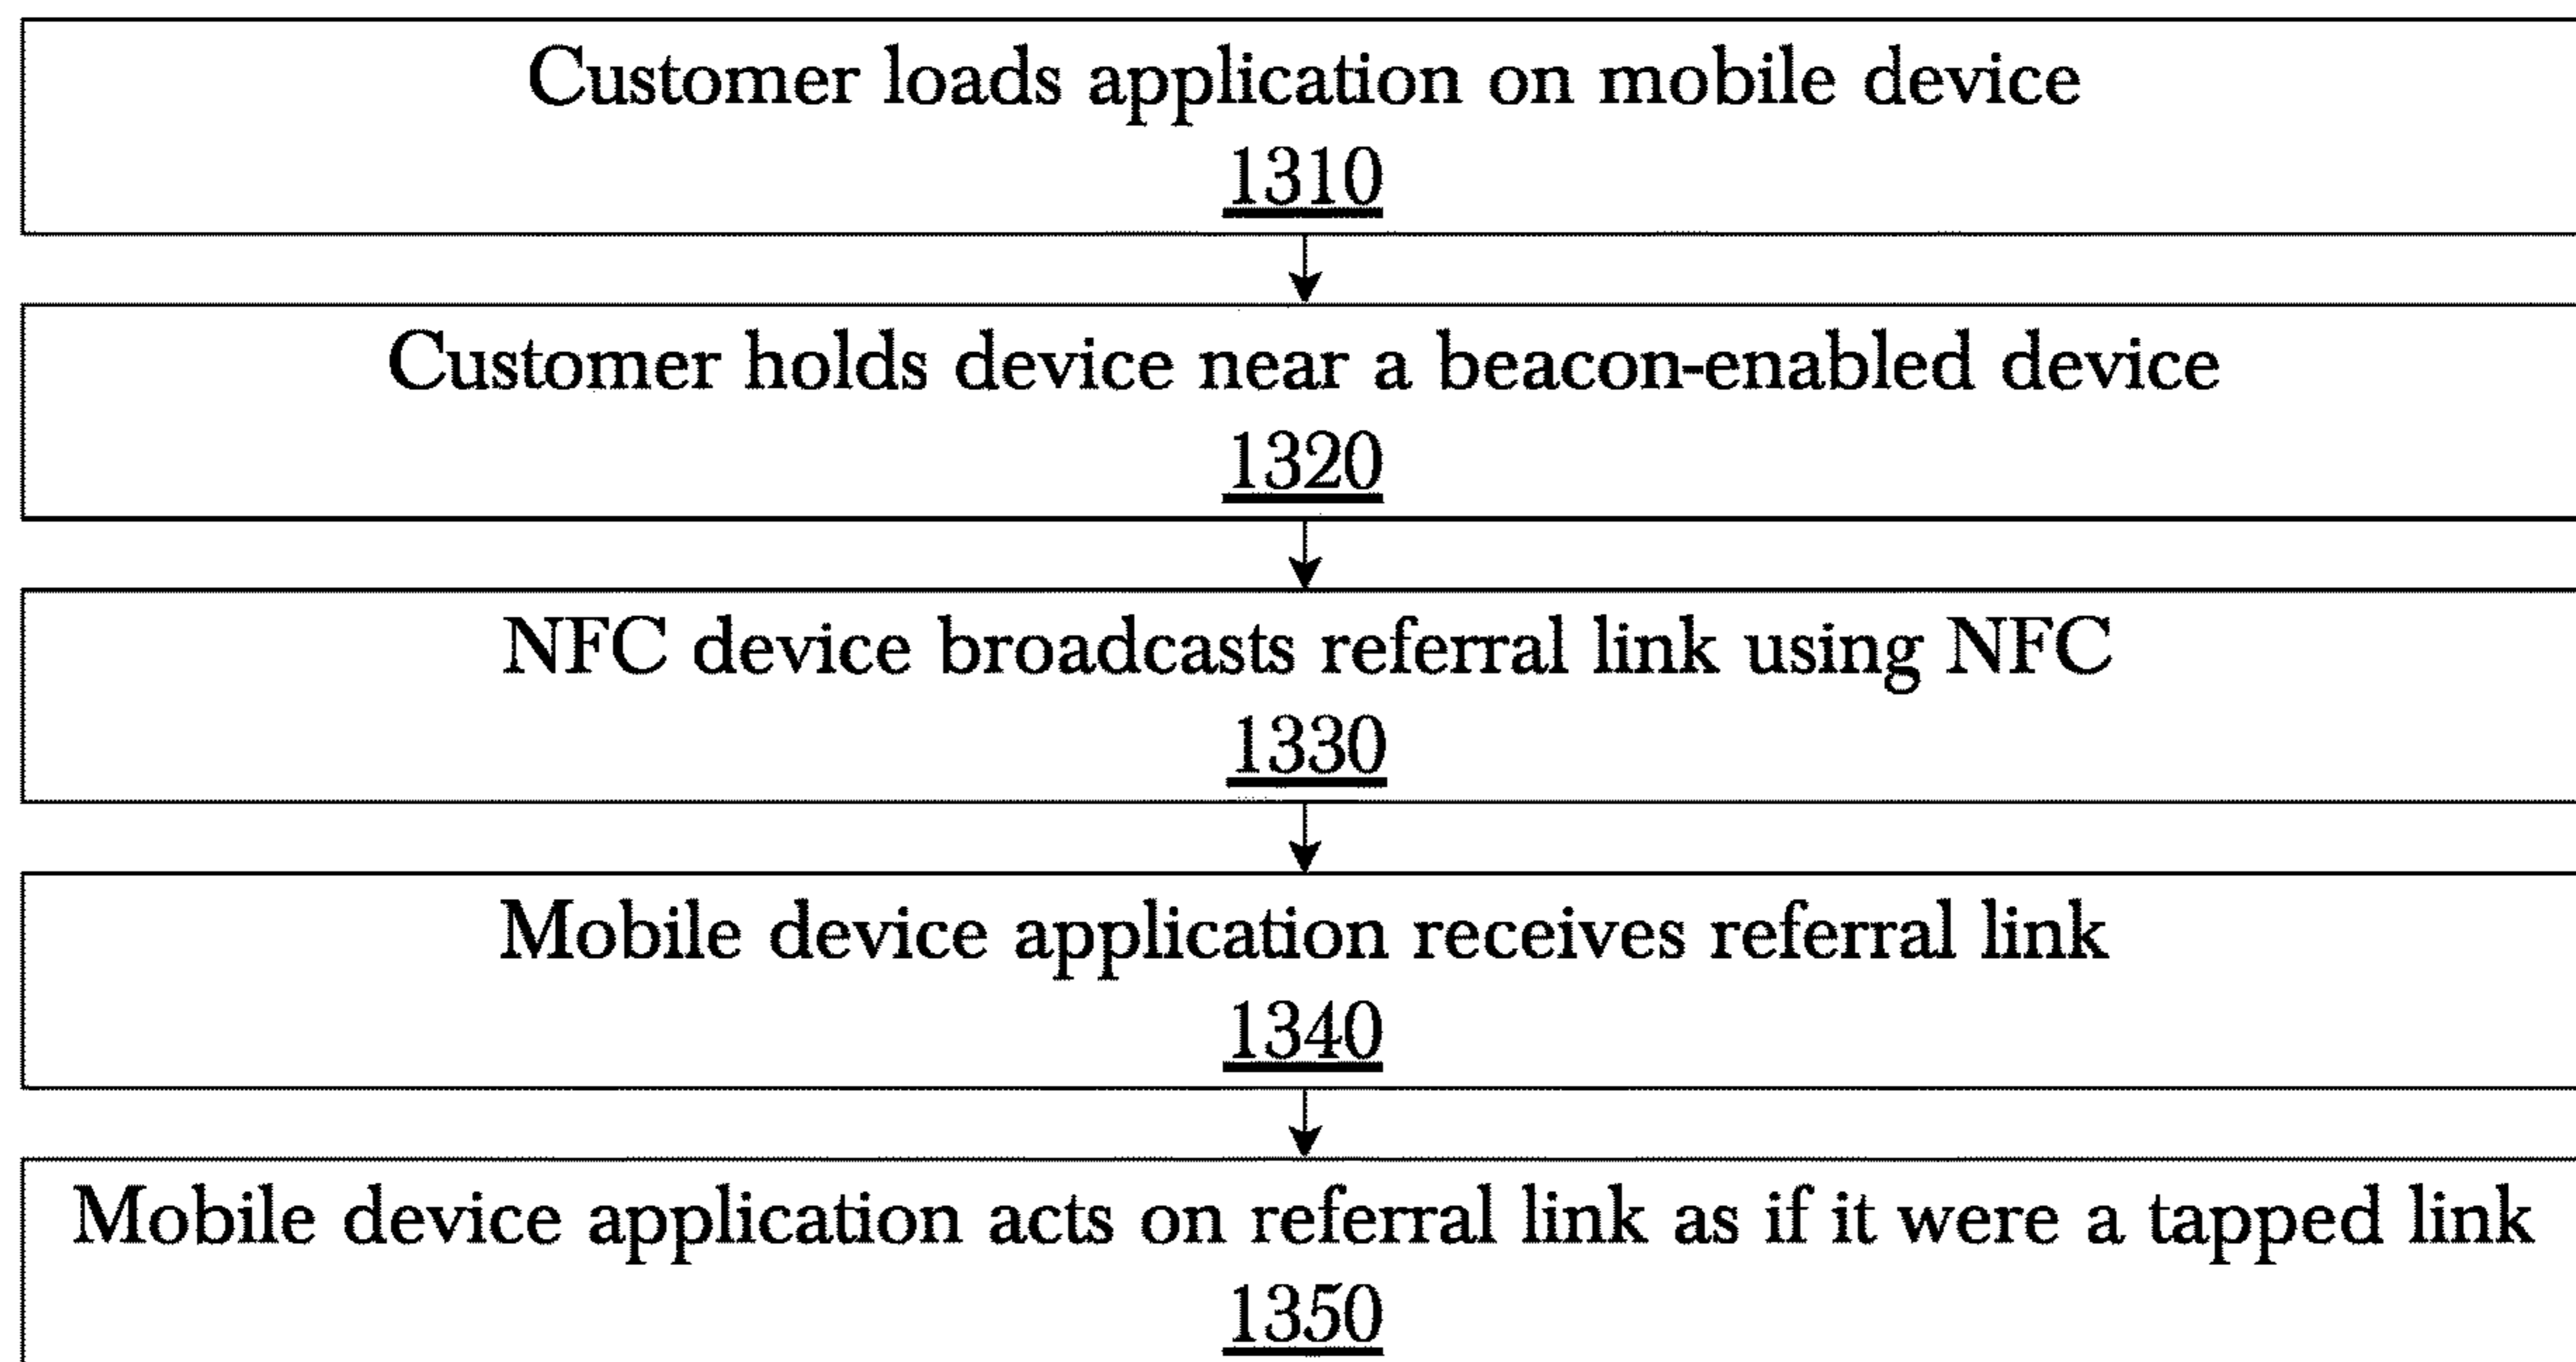 Customer loads application on mobile device
1310
Customer holds device near a beacon-enabled device
1320
NFC device broadcasts referral link using NFC
1330
Mobile device application receives referral link
1340
Mobile device application acts on referral link as if it were a tapped link
1350